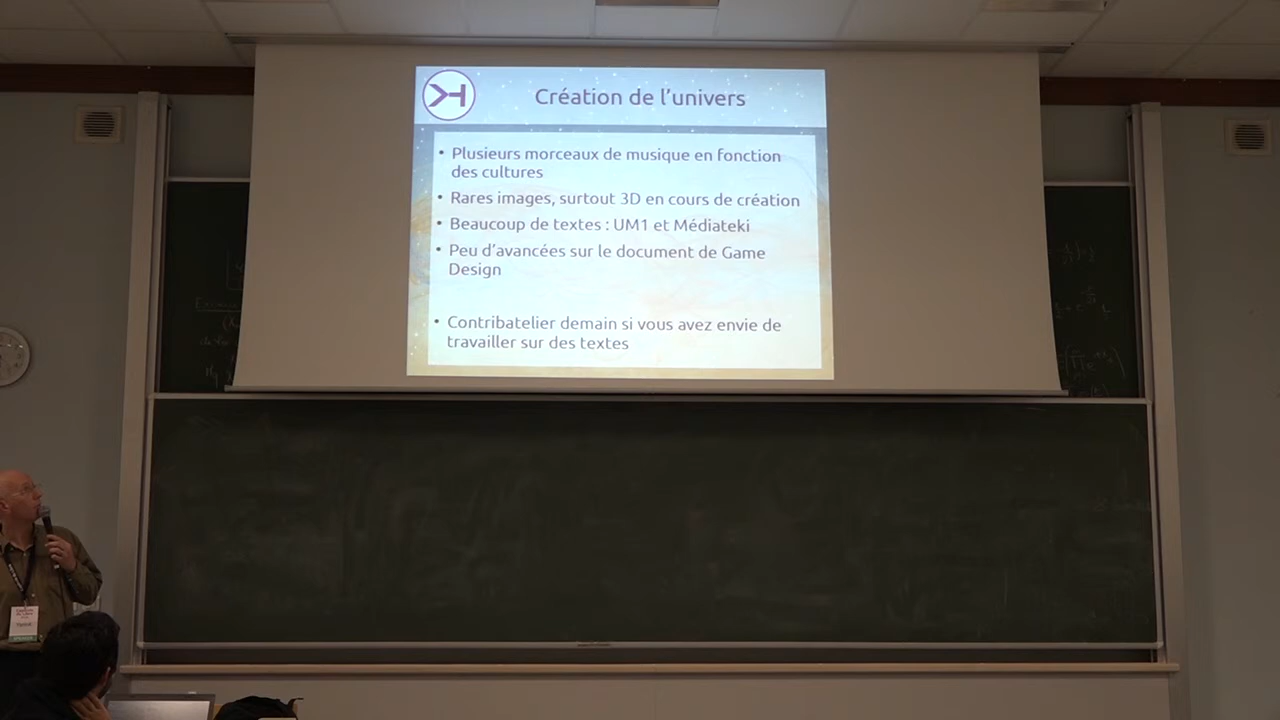 Création de l'univers
• Plusieurs morceaux de musique en fonction
des cultures
• Rares images, surtout 3D en cours de création
• Beaucoup de textes : UM1 et Médiateki
• Peu d'avancées sur le document de Game
Design
• Contribatelier demain si vous avez envie de
travailler sur des textes